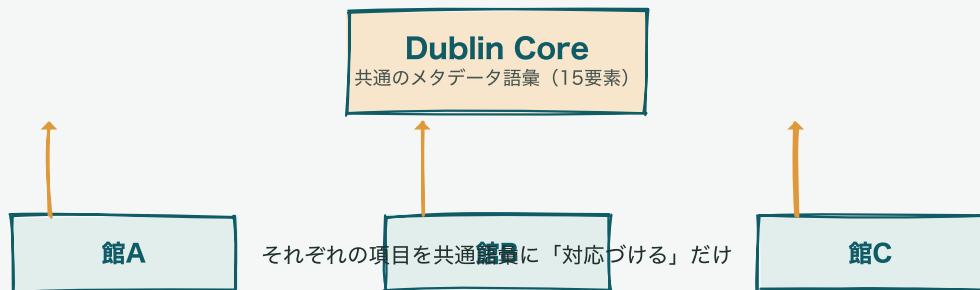 Dublin Core
共通のメタデータ語彙（15要素）
館A
それぞれの項目を共通語彙に「対応づける」だけ
館B
館C